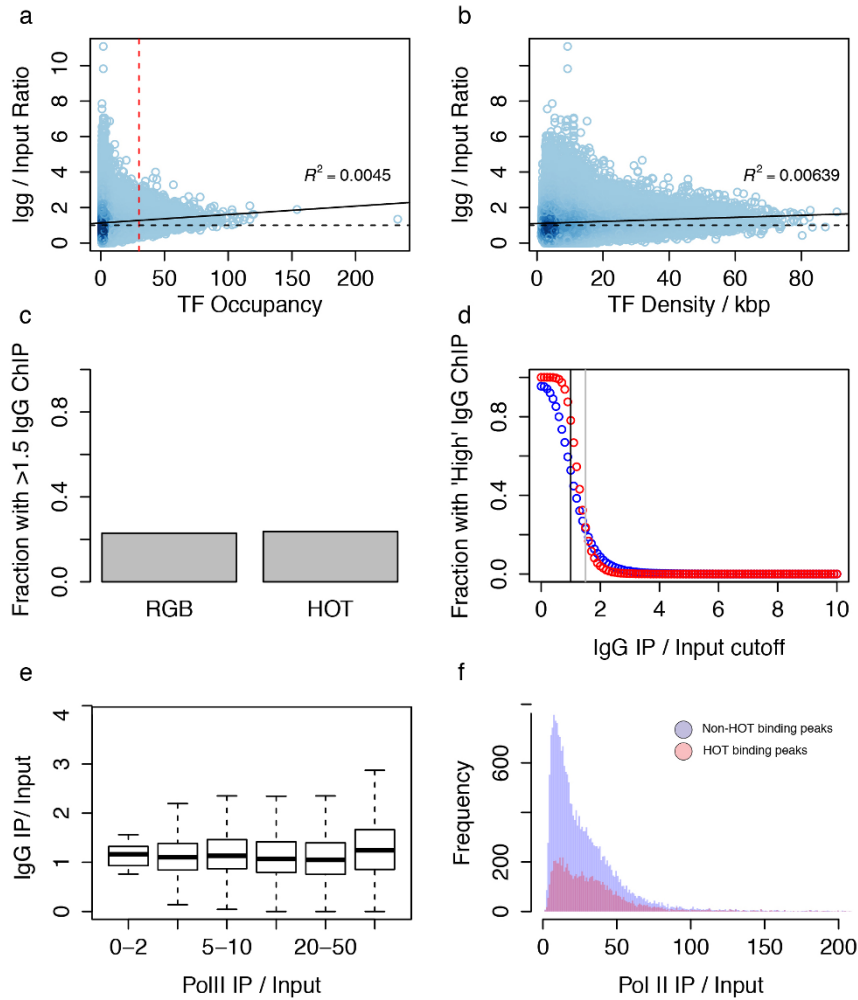 a
Igg / Input Ratio
10
8
6
4
2
0
R² = 0.0045
0 50 100 150 200
TF Occupancy
b
Igg / Input Ratio
10
8
6
4
2
0
R² = 0.00639
0 20 40 60 80
TF Density / kbp
c
Fraction with >1.5 IgG ChIP
0.8
0.4
0.0
RGB HOT
d
Fraction with 'High' IgG ChIP
0.8
0.4
0.0
0 2 4 6 8 10
IgG IP / Input cutoff
e
IgG IP/ Input
4
3
2
1
0
0–2 5–10 20–50
PolII IP / Input
f
Frequency
600
200
0
Non-HOT binding peaks
HOT binding peaks
0 50 100 150 200
Pol II IP / Input